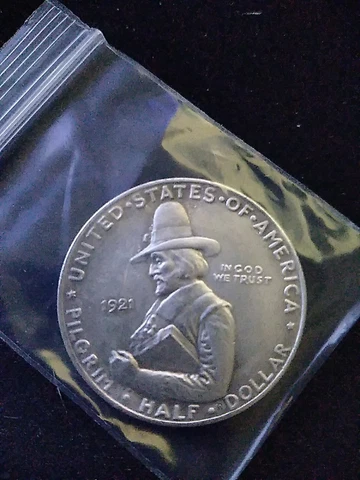 UNITED·STATES·OF·AMERICA
IN GOD
WE TRUST
1921
PILGRIM · HALF · DOLLAR